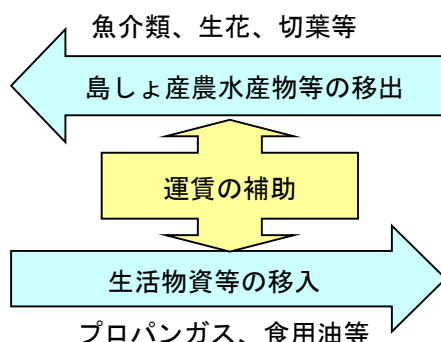 魚介類、生花、切葉等
島しょ産農水産物等の移出
運賃の補助
生活物資等の移入
プロパンガス、食用油等